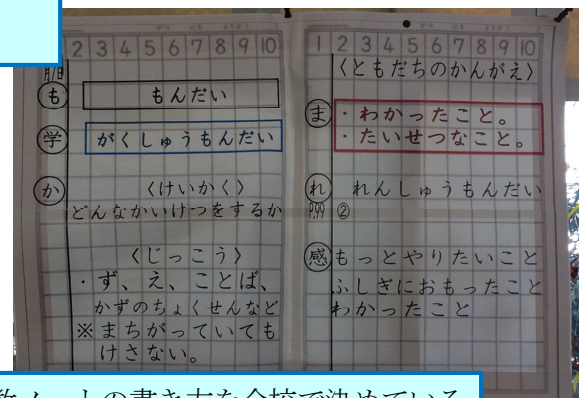 2 3 4 5 6 7 8 9 10
月/日
も もんだい
学 がくしゅうもんだい
か 〈けいかく〉
どんなかいけつをするか
〈じっこう〉
・ず、え、ことば、
かずのちょくせんなど
※まちがっていても
けさない。
1 2 3 4 5 6 7 8 9 10
〈ともだちのかんがえ〉
ま ・わかったこと。
・たいせつなこと。
れ れんしゅうもんだい
P.99 ②
感 もっとやりたいこと
ふしぎにおもったこと
わかったこと
数ノートの書き方を全校で決めている